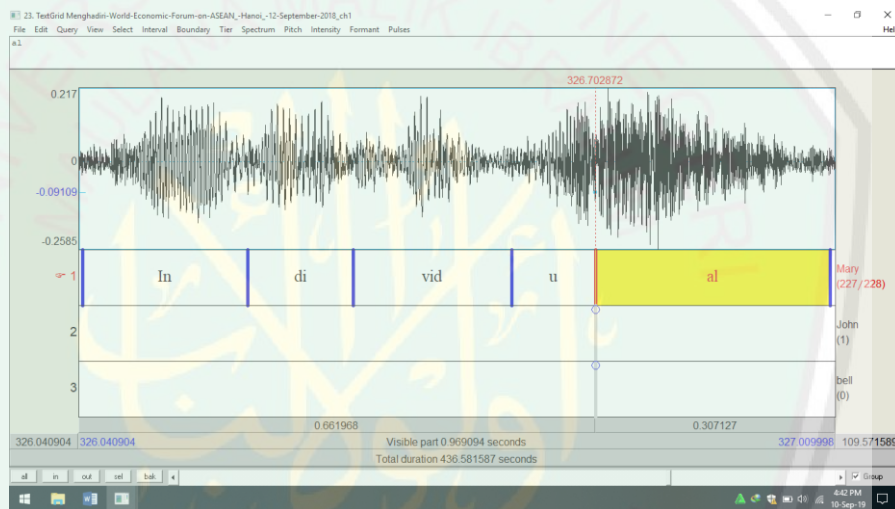 23. TextGrid Menghadiri-World-Economic-Forum-on-ASEAN_-Hanoi_-12-September-2018_ch1
File Edit Query View Select Interval Boundary Tier Spectrum Pitch Intensity Formant Pulses Hel
al
326.702872
0.217
0
-0.09109
-0.2585
1 In di vid u al Mary
(227/228)
2 John
(1)
3 bell
(0)
0.661968 0.307127
326.040904 326.040904 Visible part 0.969094 seconds 327.009998 109.571589
Total duration 436.581587 seconds
all in out sel bak Group
4:42 PM
10-Sep-19